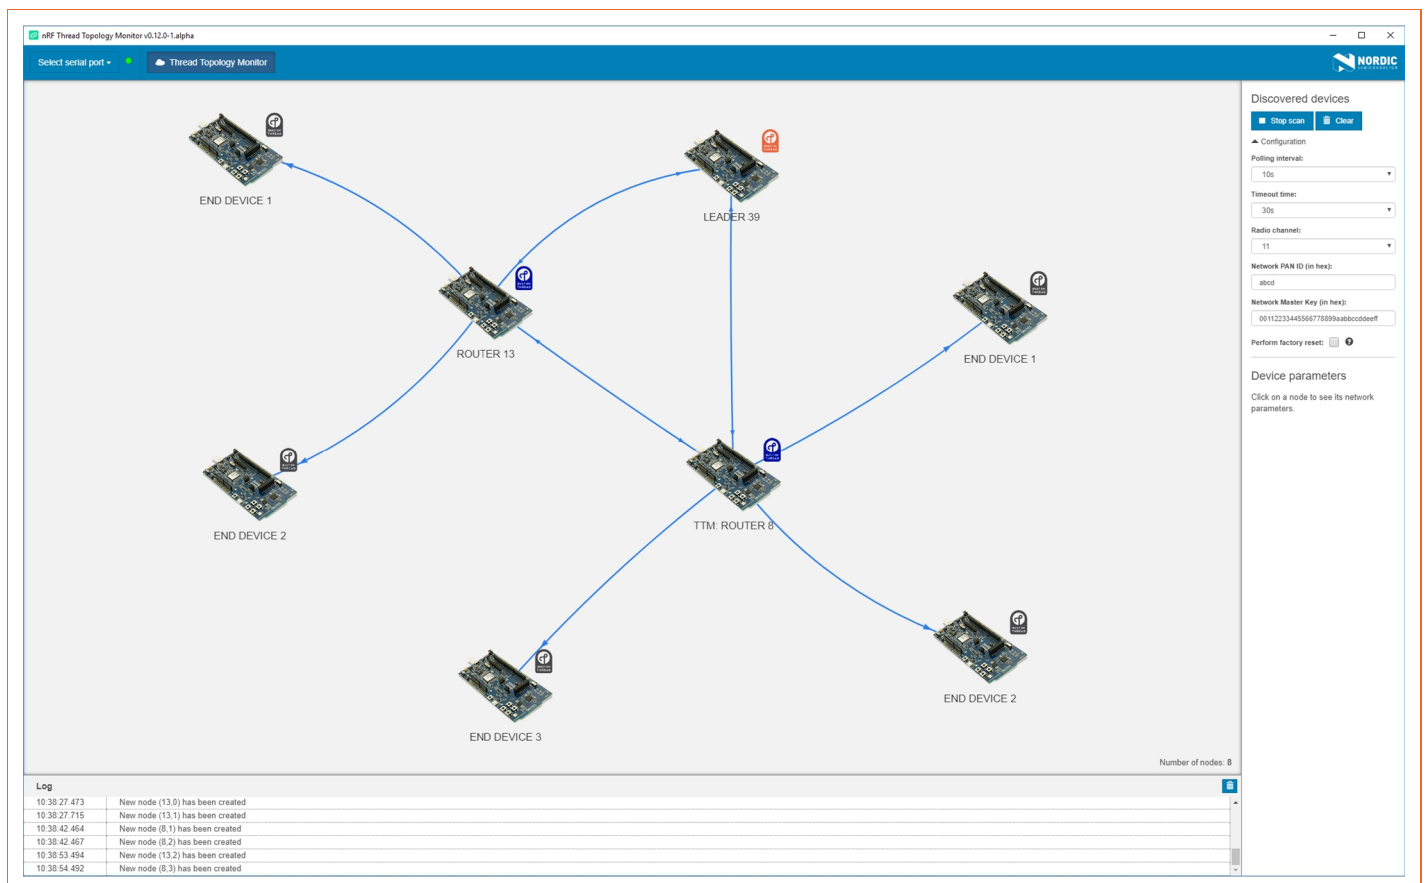 nRF Thread Topology Monitor v0.12.0-1.alpha
Select serial port
Thread Topology Monitor
NORDIC
SEMICONDUCTOR
END DEVICE 1
LEADER 39
ROUTER 13
END DEVICE 1
END DEVICE 2
TTM: ROUTER 8
END DEVICE 3
END DEVICE 2
Number of nodes: 8
Discovered devices
Stop scan
Clear
Configuration
Polling interval:
10s
Timeout time:
30s
Radio channel:
11
Network PAN ID (in hex):
abcd
Network Master Key (in hex):
00112233445566778899aabbccddeeff
Perform factory reset:
Device parameters
Click on a node to see its network
parameters.
Log
10:38:27.473 New node (13,0) has been created
10:38:27.715 New node (13,1) has been created
10:38:42.464 New node (8,1) has been created
10:38:42.467 New node (8,2) has been created
10:38:53.494 New node (13,2) has been created
10:38:54.492 New node (8,3) has been created